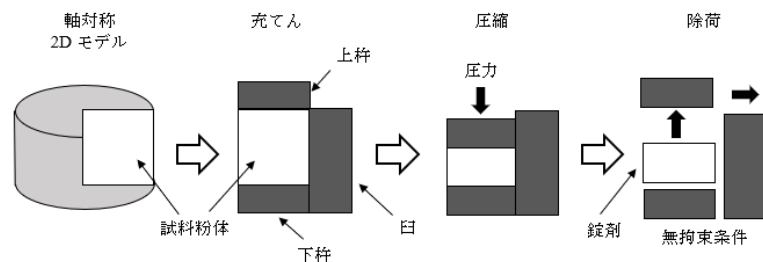 軸対称
2D モデル
充てん
圧縮
除荷
上杵
圧力
試料粉体
下杵
臼
錠剤
無拘束条件